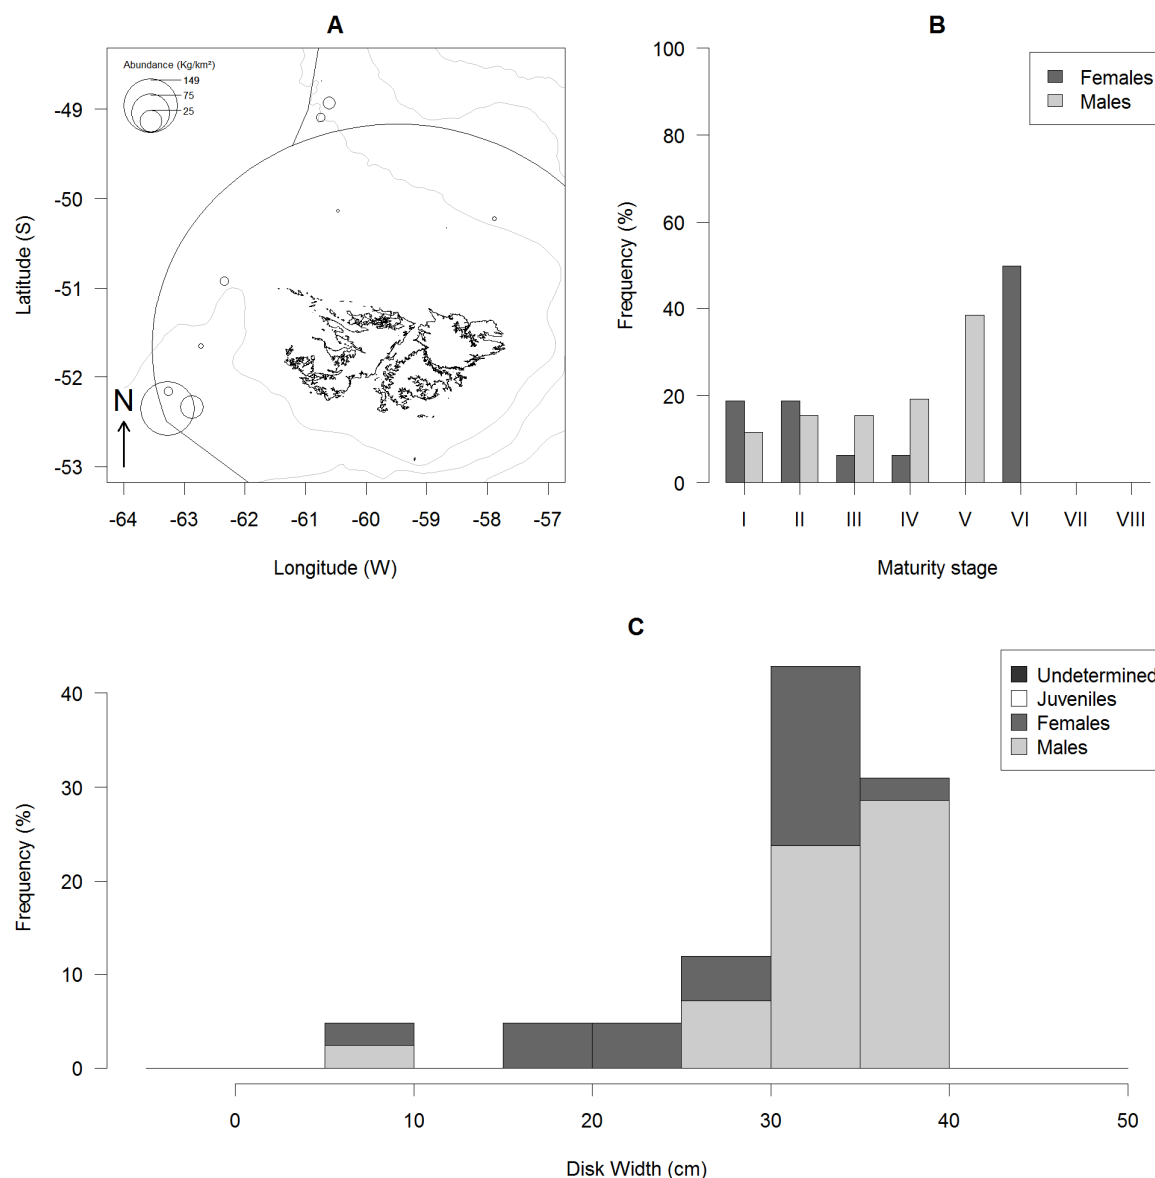 A
Abundance (Kg/km²)
149
75
25
-49
-50
-51
-52
-53
Latitude (S)
N
-64 -63 -62 -61 -60 -59 -58 -57
Longitude (W)
B
100
80
60
40
20
0
Frequency (%)
Females
Males
I II III IV V VI VII VIII
Maturity stage
C
40
30
20
10
0
Frequency (%)
Undetermined
Juveniles
Females
Males
0 10 20 30 40 50
Disk Width (cm)